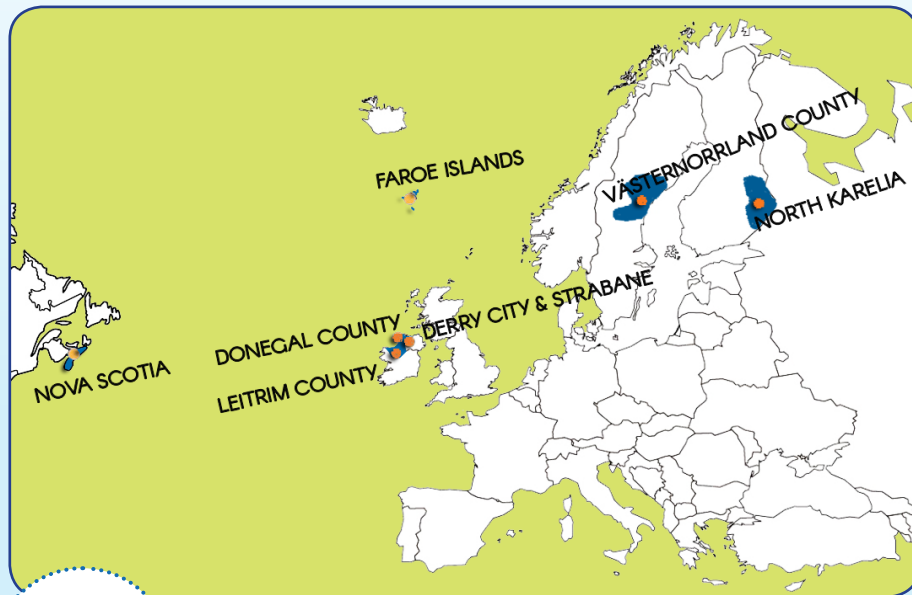 VÄSTERNORRLAND COUNTY
FAROE ISLANDS
NORTH KARELIA
DERRY CITY & STRABANE
DONEGAL COUNTY
LEITRIM COUNTY
NOVA SCOTIA